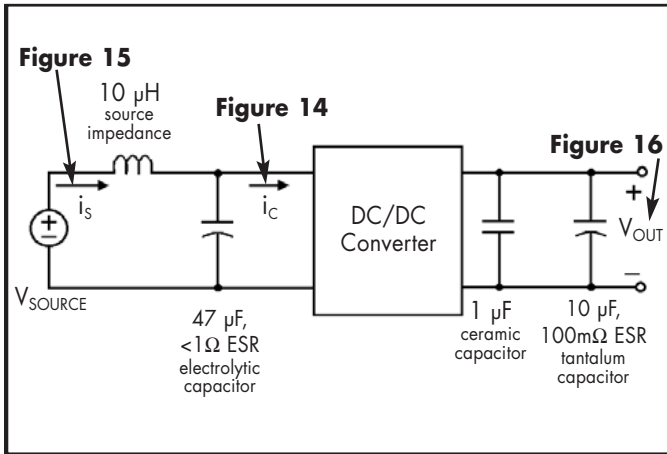 Figure 15
10 µH
source
impedance
Figure 14
Figure 16
i_S
i_C
DC/DC
Converter
+
V_OUT
−
+
−
V_SOURCE
47 µF,
<1Ω ESR
electrolytic
capacitor
1 µF
ceramic
capacitor
10 µF,
100mΩ ESR
tantalum
capacitor